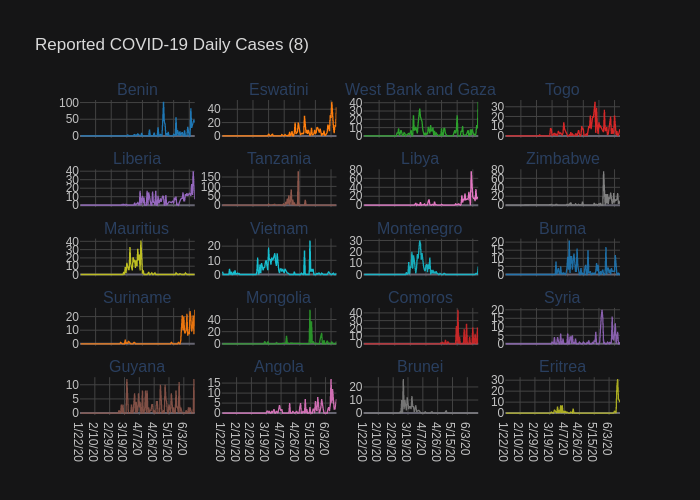 Reported COVID-19 Daily Cases (8)
Benin Eswatini West Bank and Gaza Togo
100 50 0 40 20 0 40 30 20 10 0 30 20 10 0
Liberia Tanzania Libya Zimbabwe
40 30 20 10 0 150 100 50 0 80 60 40 20 0 80 60 40 20 0
Mauritius Vietnam Montenegro Burma
40 30 20 10 0 20 10 0 30 20 10 0 20 15 10 5 0
Suriname Mongolia Comoros Syria
20 10 0 60 40 20 0 40 30 20 10 0 20 15 10 5 0
Guyana Angola Brunei Eritrea
10 5 0 15 10 5 0 20 10 0 30 20 10 0
1/22/20 2/10/20 2/29/20 3/19/20 4/7/20 4/26/20 5/15/20 6/3/20 1/22/20 2/10/20 2/29/20 3/19/20 4/7/20 4/26/20 5/15/20 6/3/20 1/22/20 2/10/20 2/29/20 3/19/20 4/7/20 4/26/20 5/15/20 6/3/20 1/22/20 2/10/20 2/29/20 3/19/20 4/7/20 4/26/20 5/15/20 6/3/20